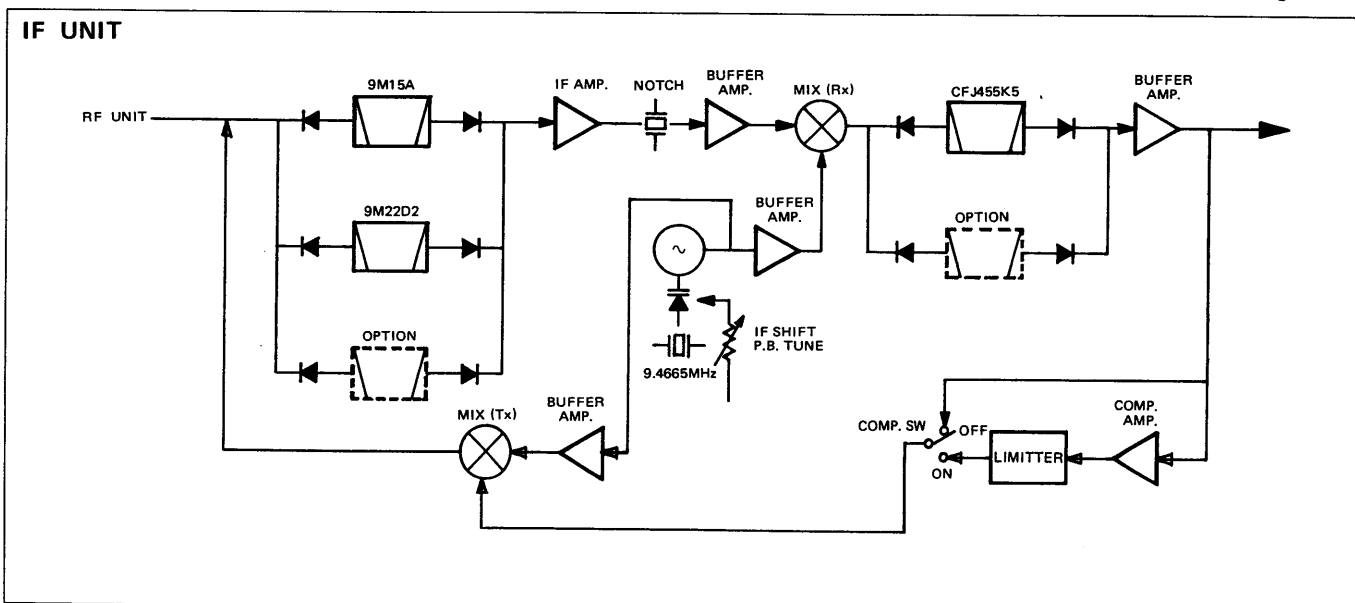 IF UNIT
9M15A
IF AMP.
NOTCH
BUFFER
AMP.
MIX (Rx)
CFJ455K5
BUFFER
AMP.
RF UNIT
9M22D2
BUFFER
AMP.
OPTION
~
OPTION
IF SHIFT
P.B. TUNE
9.4665MHz
MIX (Tx)
BUFFER
AMP.
COMP. SW
OFF
ON
LIMITTER
COMP.
AMP.